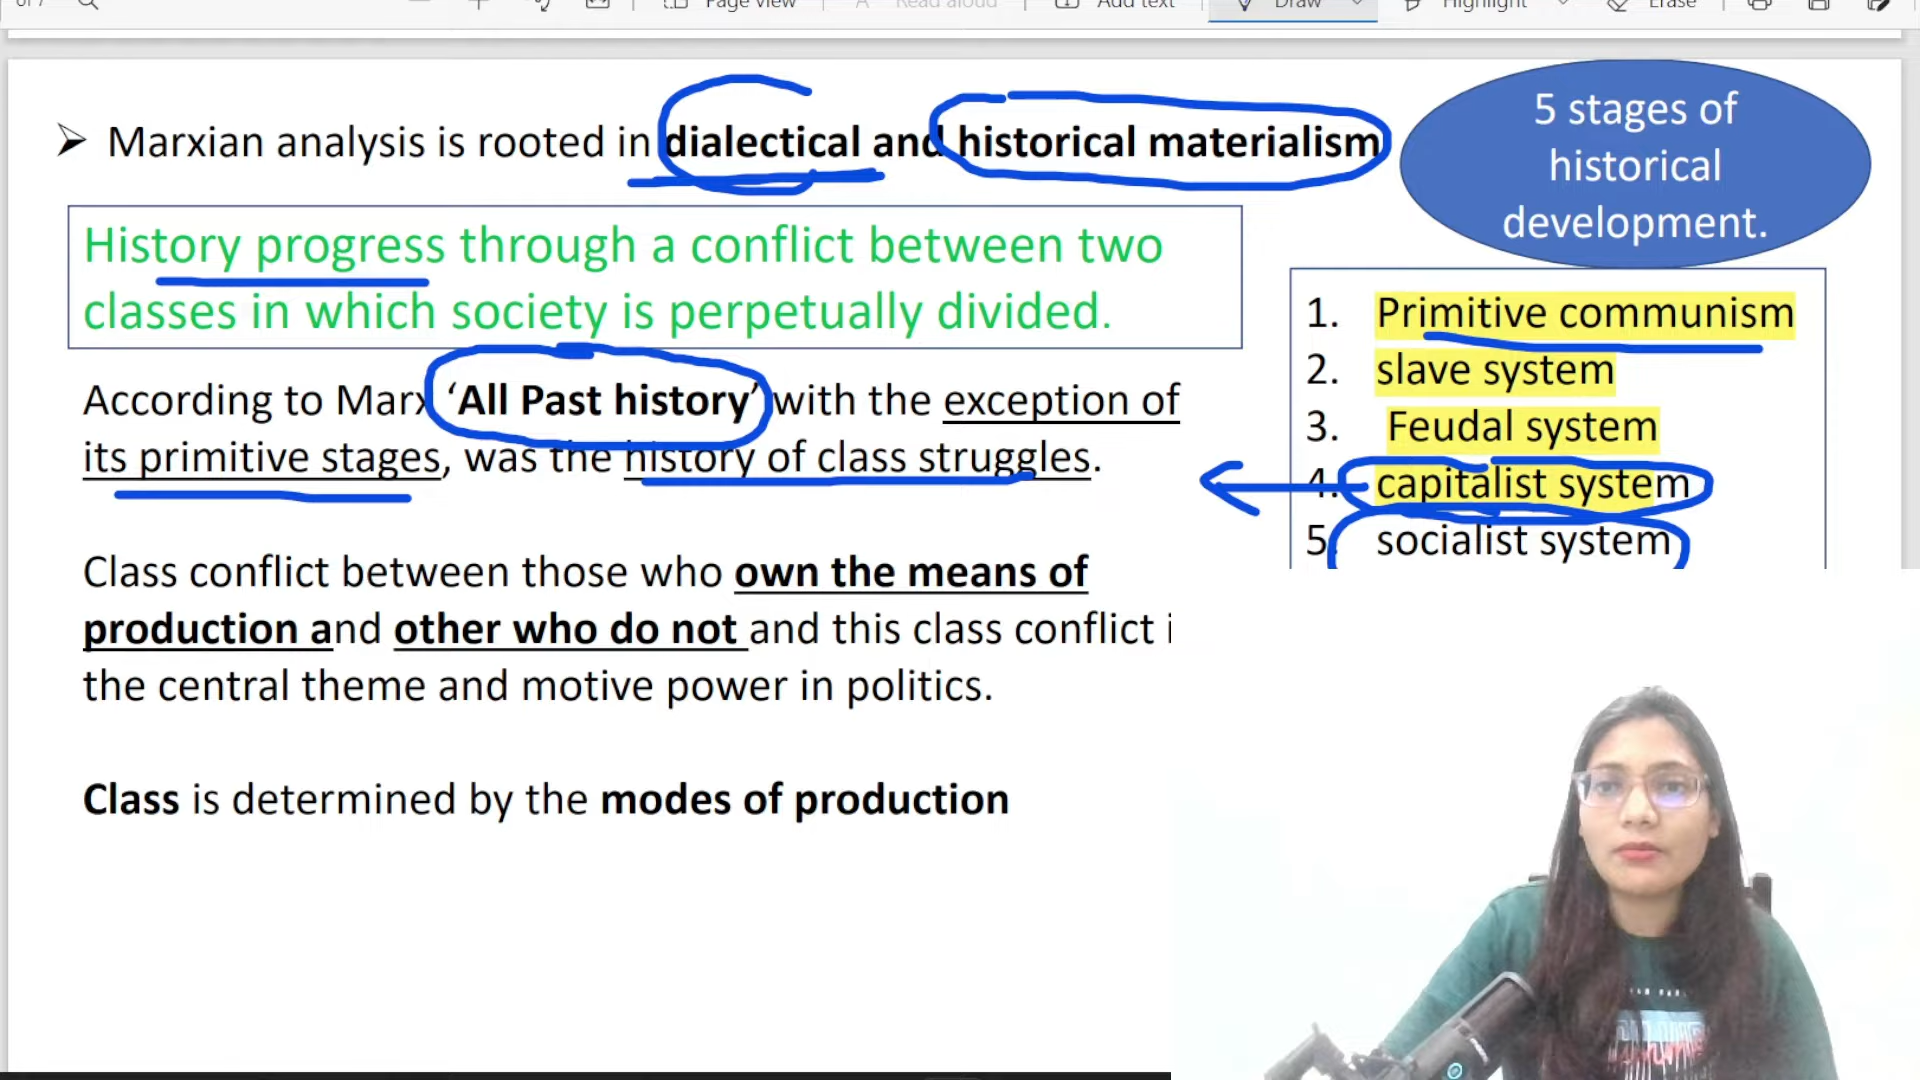 Page view
Read aloud
Add text
Draw
Highlight
Erase
Marxian analysis is rooted in dialectical and historical materialism
5 stages of
historical
development.
History progress through a conflict between two
classes in which society is perpetually divided.
According to Marx ‘All Past history’ with the exception of
its primitive stages, was the history of class struggles.
Class conflict between those who own the means of
production and other who do not and this class conflict i
the central theme and motive power in politics.
Class is determined by the modes of production
1. Primitive communism
2. slave system
3. Feudal system
4. capitalist system
5. socialist system